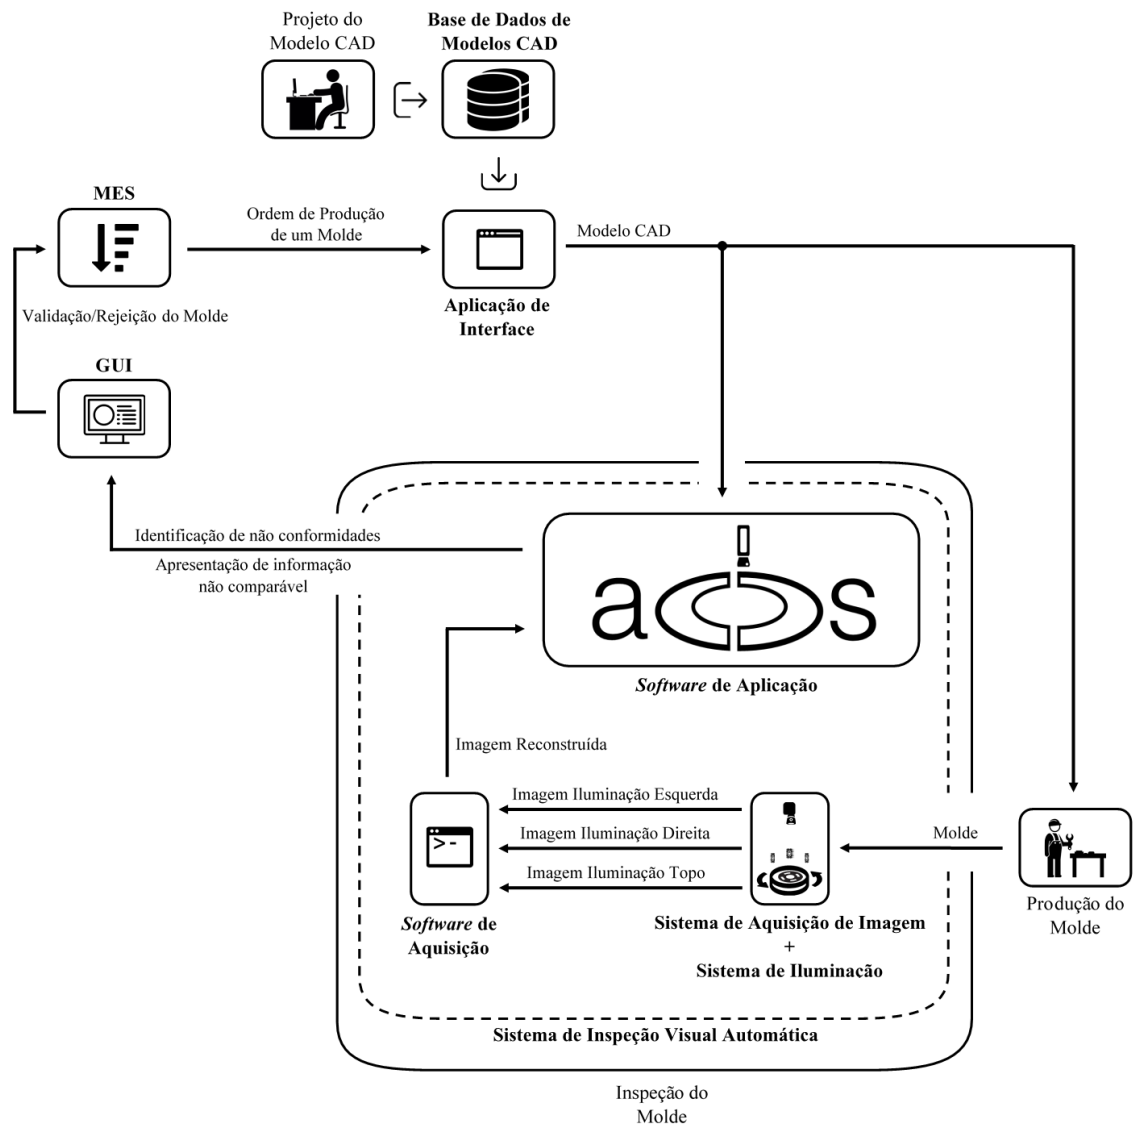 Projeto do
Modelo CAD
Base de Dados de
Modelos CAD
MES
Ordem de Produção
de um Molde
Modelo CAD
Aplicação de
Interface
Validação/Rejeição do Molde
GUI
Identificação de não conformidades
Apresentação de informação
não comparável
a s
Software de Aplicação
Imagem Reconstruída
Imagem Iluminação Esquerda
Imagem Iluminação Direita
Imagem Iluminação Topo
>-
Software de
Aquisição
Sistema de Aquisição de Imagem
+
Sistema de Iluminacão
Molde
Produção do
Molde
Sistema de Inspeção Visual Automática
Inspeção do
Molde